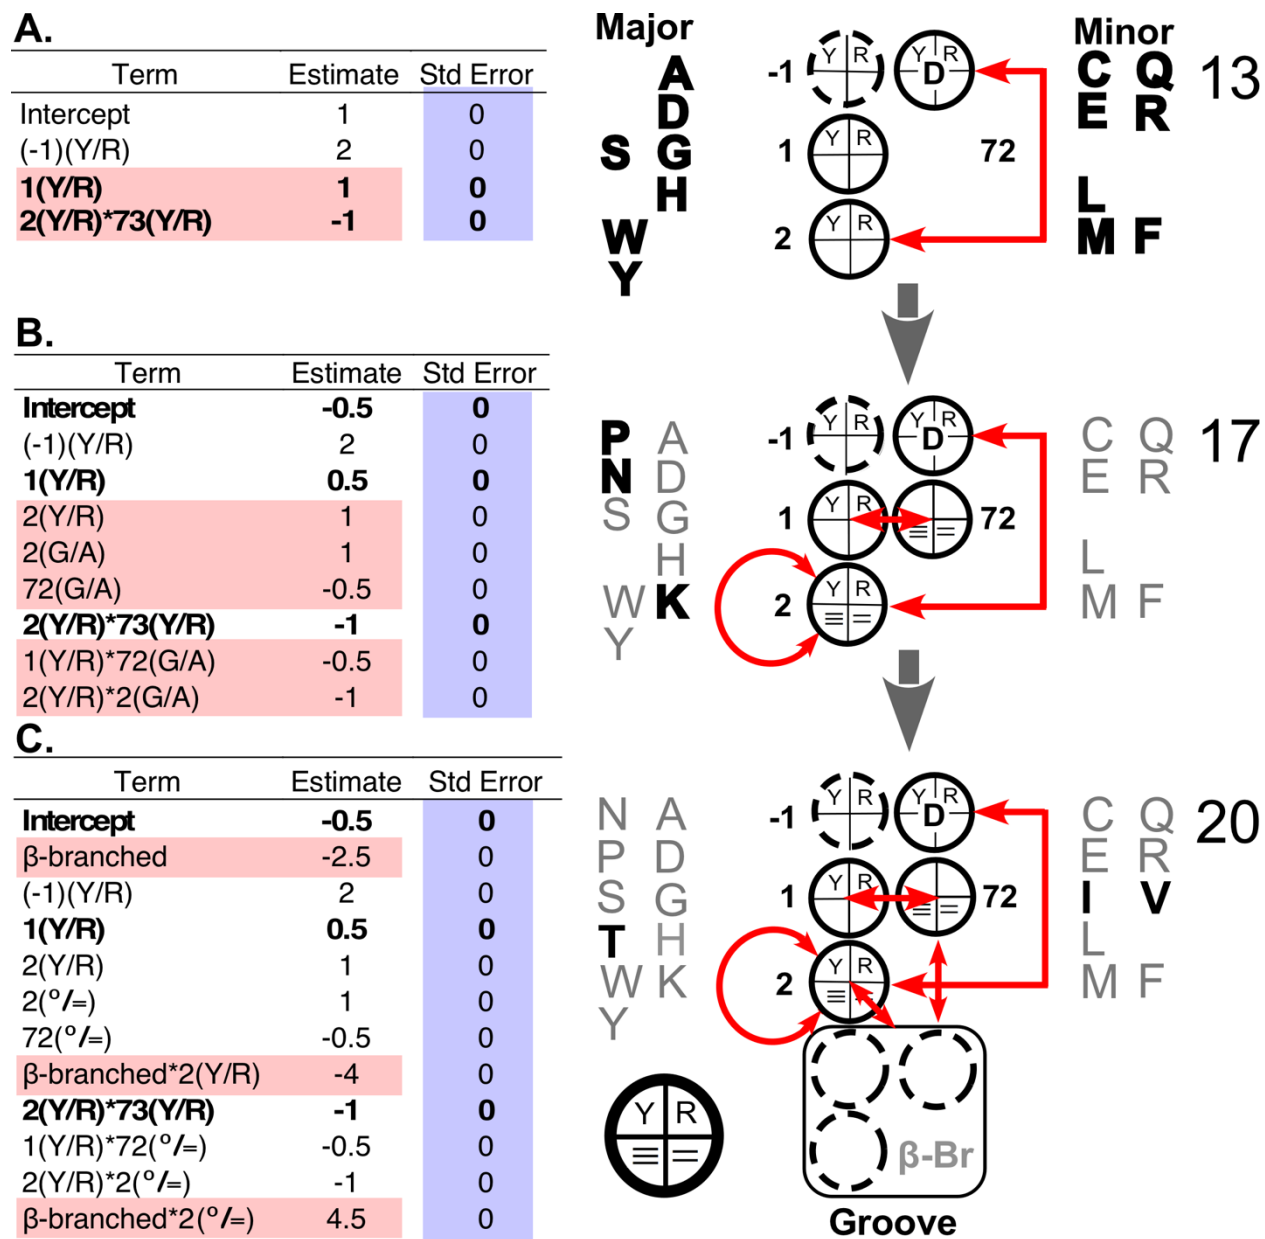 A.
Term Estimate Std Error
Intercept 1 0
(-1)(Y/R) 2 0
1(Y/R) 1 0
2(Y/R)*73(Y/R) -1 0
Major
A
D
S G
H
W
Y
-1 Y R Y R D
1 Y R 72
2 Y R
Minor
C Q 13
E R
L
M F
B.
Term Estimate Std Error
Intercept -0.5 0
(-1)(Y/R) 2 0
1(Y/R) 0.5 0
2(Y/R) 1 0
2(G/A) 1 0
72(G/A) -0.5 0
2(Y/R)*73(Y/R) -1 0
1(Y/R)*72(G/A) -0.5 0
2(Y/R)*2(G/A) -1 0
P A
N D
S G
H
W K
Y
-1 Y R Y R D
1 Y R ≡ = 72
2 Y R ≡ =
C Q 17
E R
L
M F
C.
Term Estimate Std Error
Intercept -0.5 0
β-branched -2.5 0
(-1)(Y/R) 2 0
1(Y/R) 0.5 0
2(Y/R) 1 0
2(º/=) 1 0
72(º/=) -0.5 0
β-branched*2(Y/R) -4 0
2(Y/R)*73(Y/R) -1 0
1(Y/R)*72(º/=) -0.5 0
2(Y/R)*2(º/=) -1 0
β-branched*2(º/=) 4.5 0
N A
P D
S G
T H
W K
Y
-1 Y R Y R D
1 Y R ≡ = 72
2 Y R ≡ =
C Q 20
E R
I V
L
M F
Y R
≡ =
β-Br
Groove